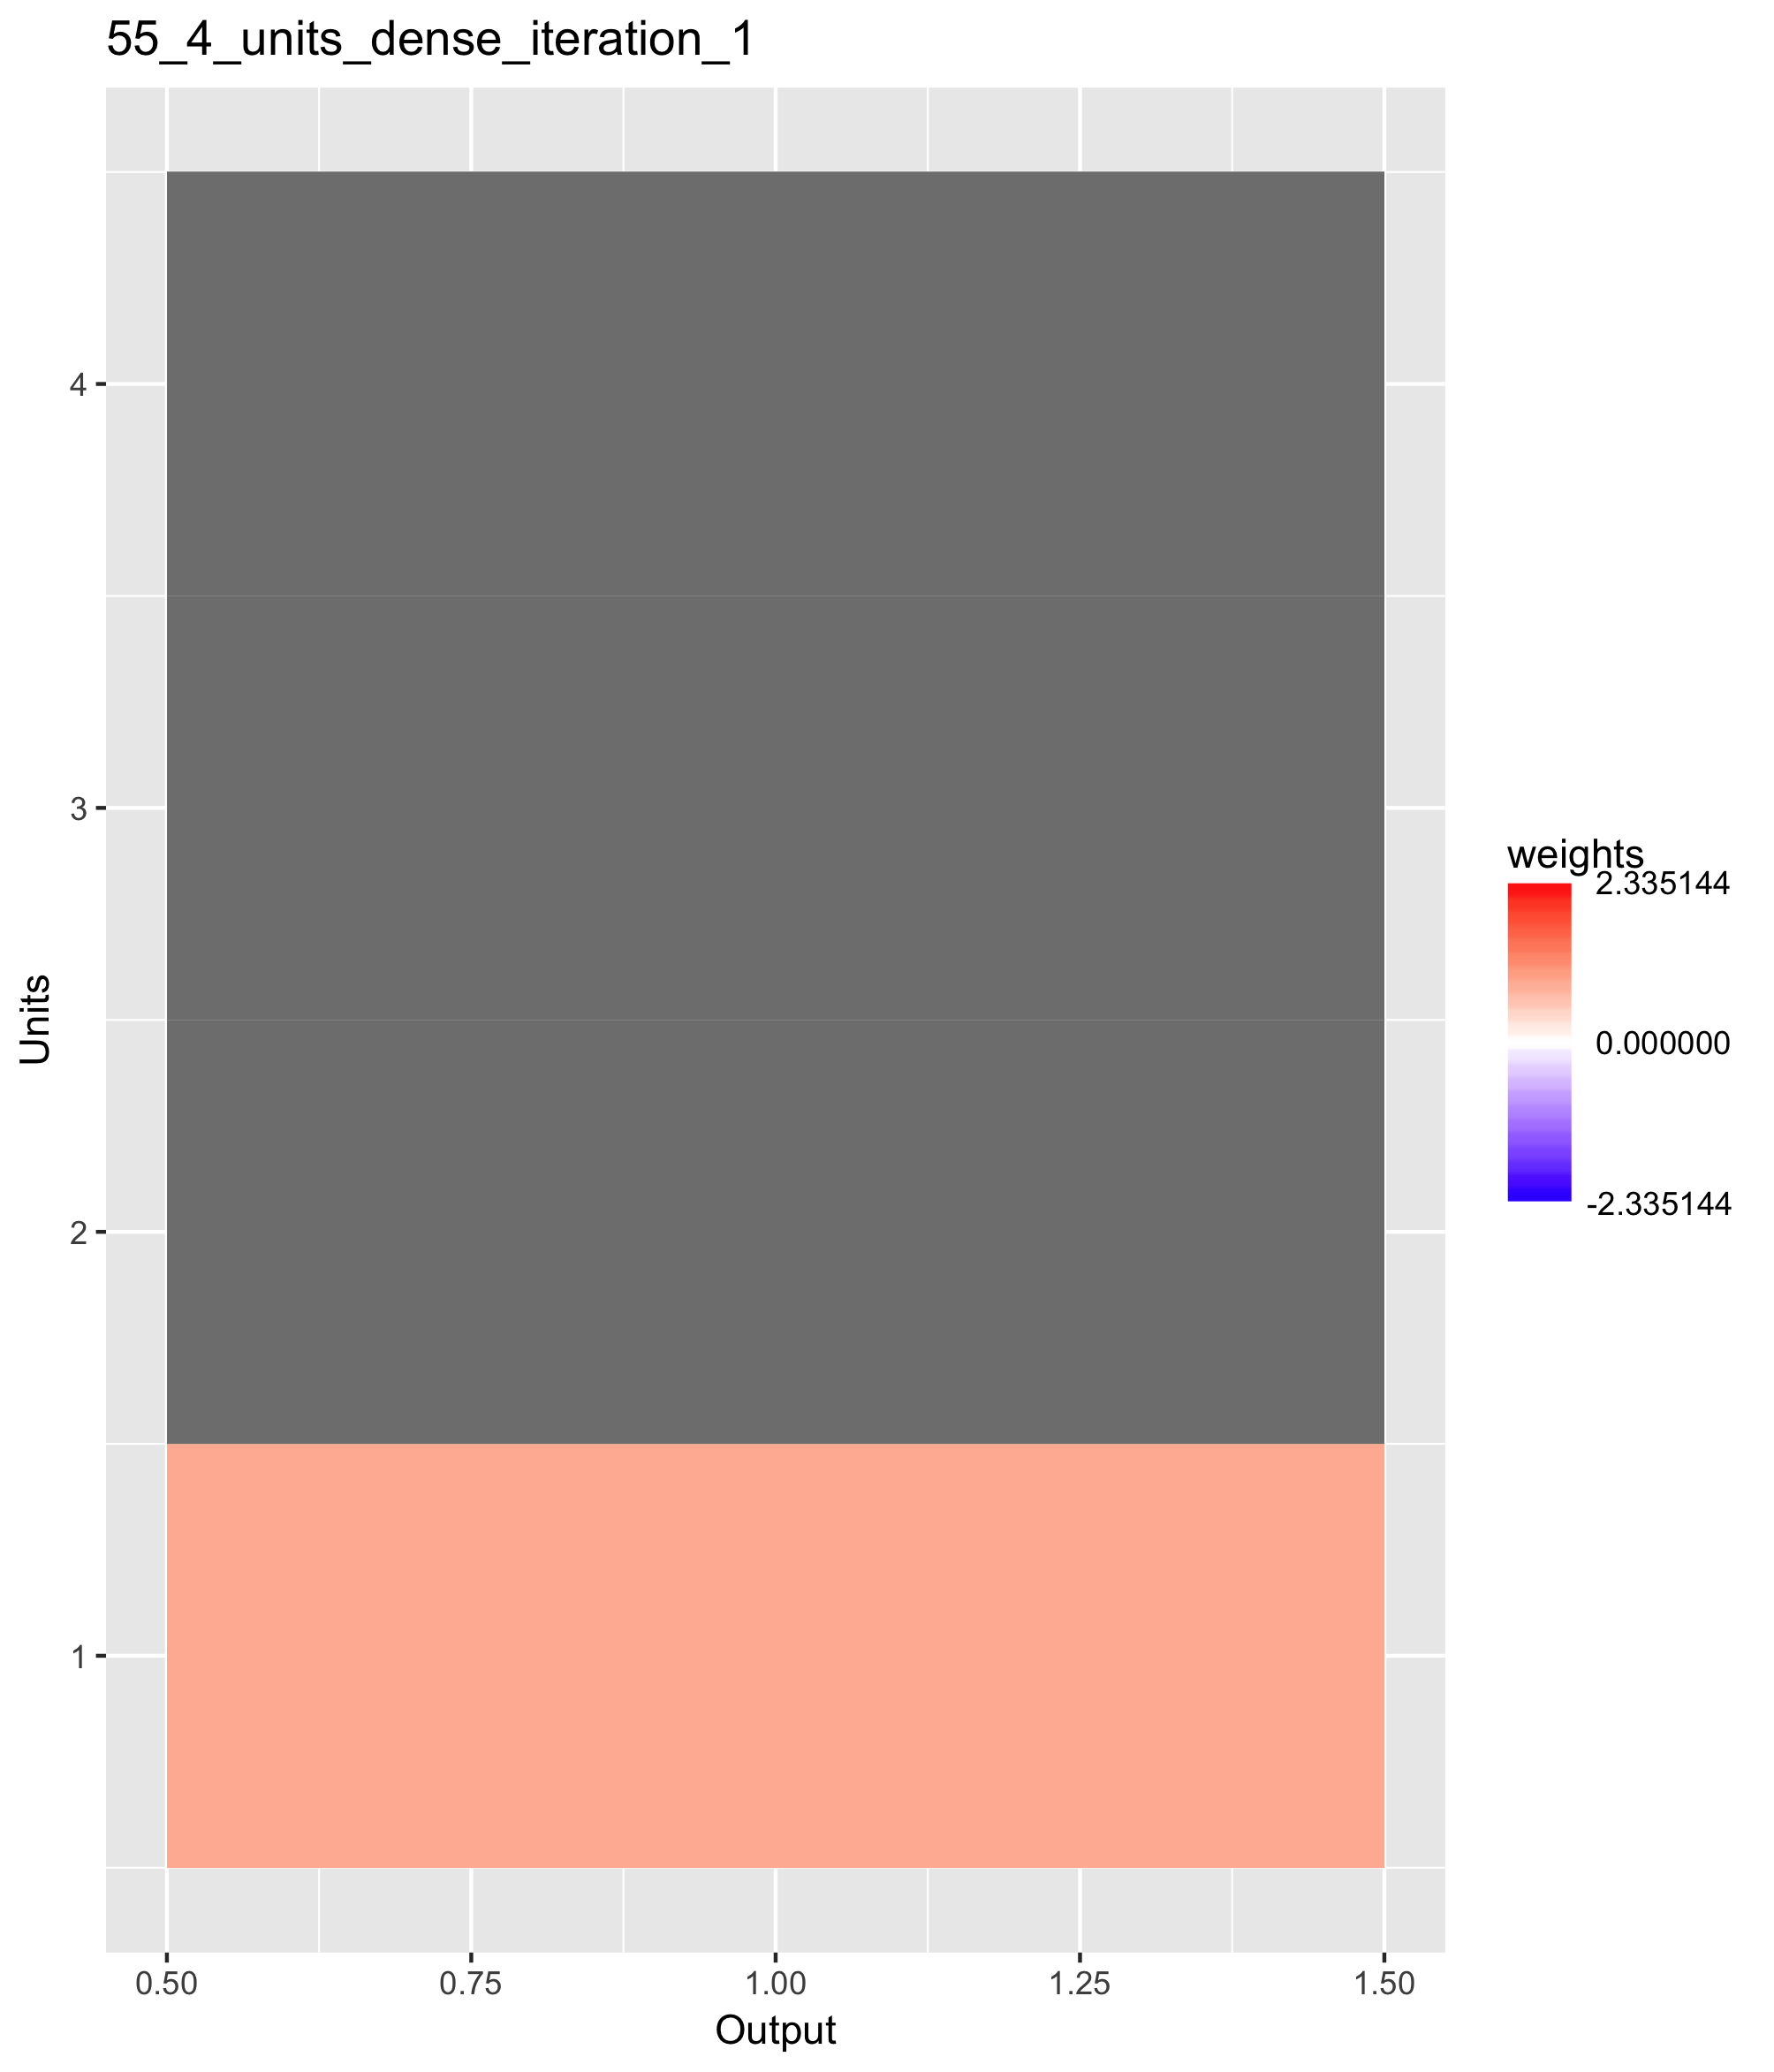 55_4_units_dense_iteration_1
Units
4
3
2
1
0.50 0.75 1.00 1.25 1.50
Output
weights
2.335144
0.000000
-2.335144